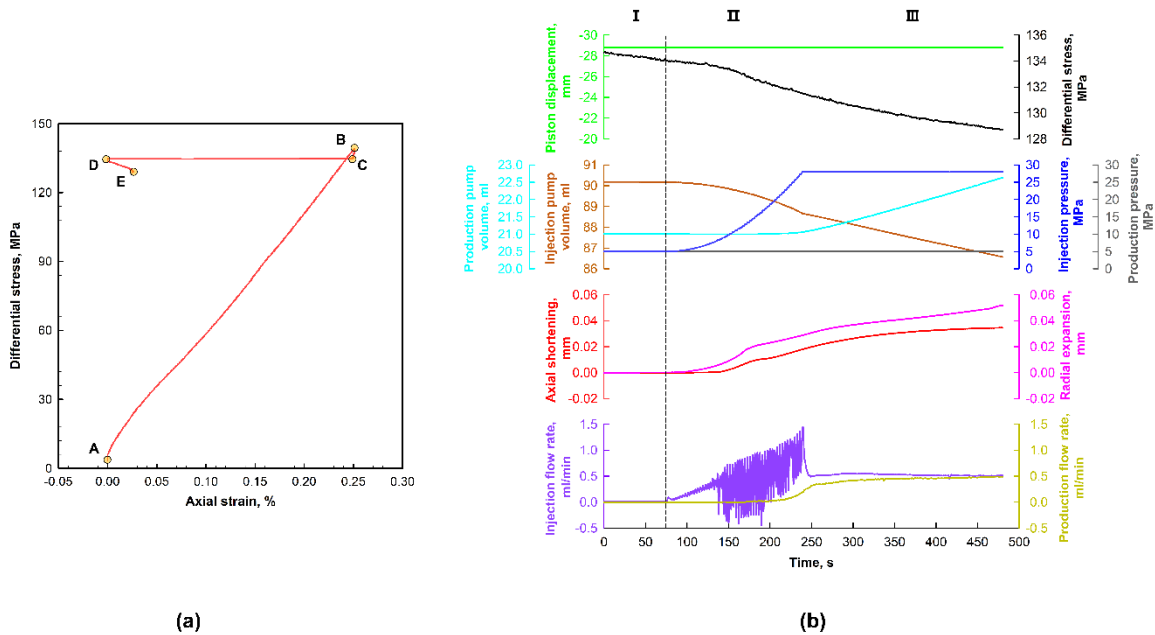 I II III
150
120
90
60
30
0
Differential stress, MPa
A
B
C
D
E
-0.05 0.00 0.05 0.10 0.15 0.20 0.25 0.30
Axial strain, %
(a)
Piston displacement,
mm
-30
-28
-26
-24
-22
-20
136
134
132
130
128
Differential stress,
MPa
Production pump
volume, ml
23.0
22.5
22.0
21.5
21.0
20.5
20.0
Injection pump
volume, ml
91
90
89
88
87
86
30
25
20
15
10
5
0
Injection pressure,
MPa
30
25
20
15
10
5
0
Production pressure,
MPa
Axial shortening,
mm
0.06
0.04
0.02
0.00
-0.02
0.06
0.04
0.02
0.00
-0.02
Radial expansion,
mm
Injection flow rate,
ml/min
1.5
1.0
0.5
0.0
-0.5
1.5
1.0
0.5
0.0
-0.5
Production flow rate,
ml/min
0 50 100 150 200 250 300 350 400 450 500
Time, s
(b)